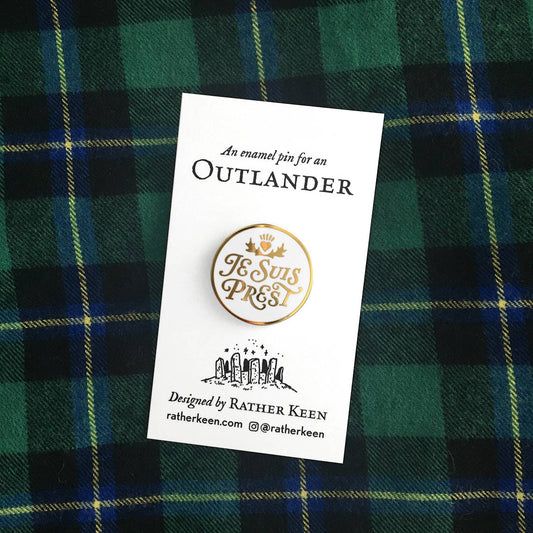 An enamel pin for an
OUTLANDER
JE SUIS
PREST
Designed by RATHER KEEN
ratherkeen.com @ratherkeen